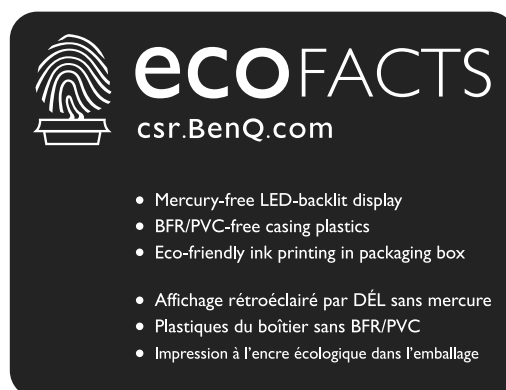 ecoFACTS
csr.BenQ.com
• Mercury-free LED-backlit display
• BFR/PVC-free casing plastics
• Eco-friendly ink printing in packaging box
• Affichage rétroéclairé par DÉL sans mercure
• Plastiques du boîtier sans BFR/PVC
• Impression à l'encre écologique dans l'emballage